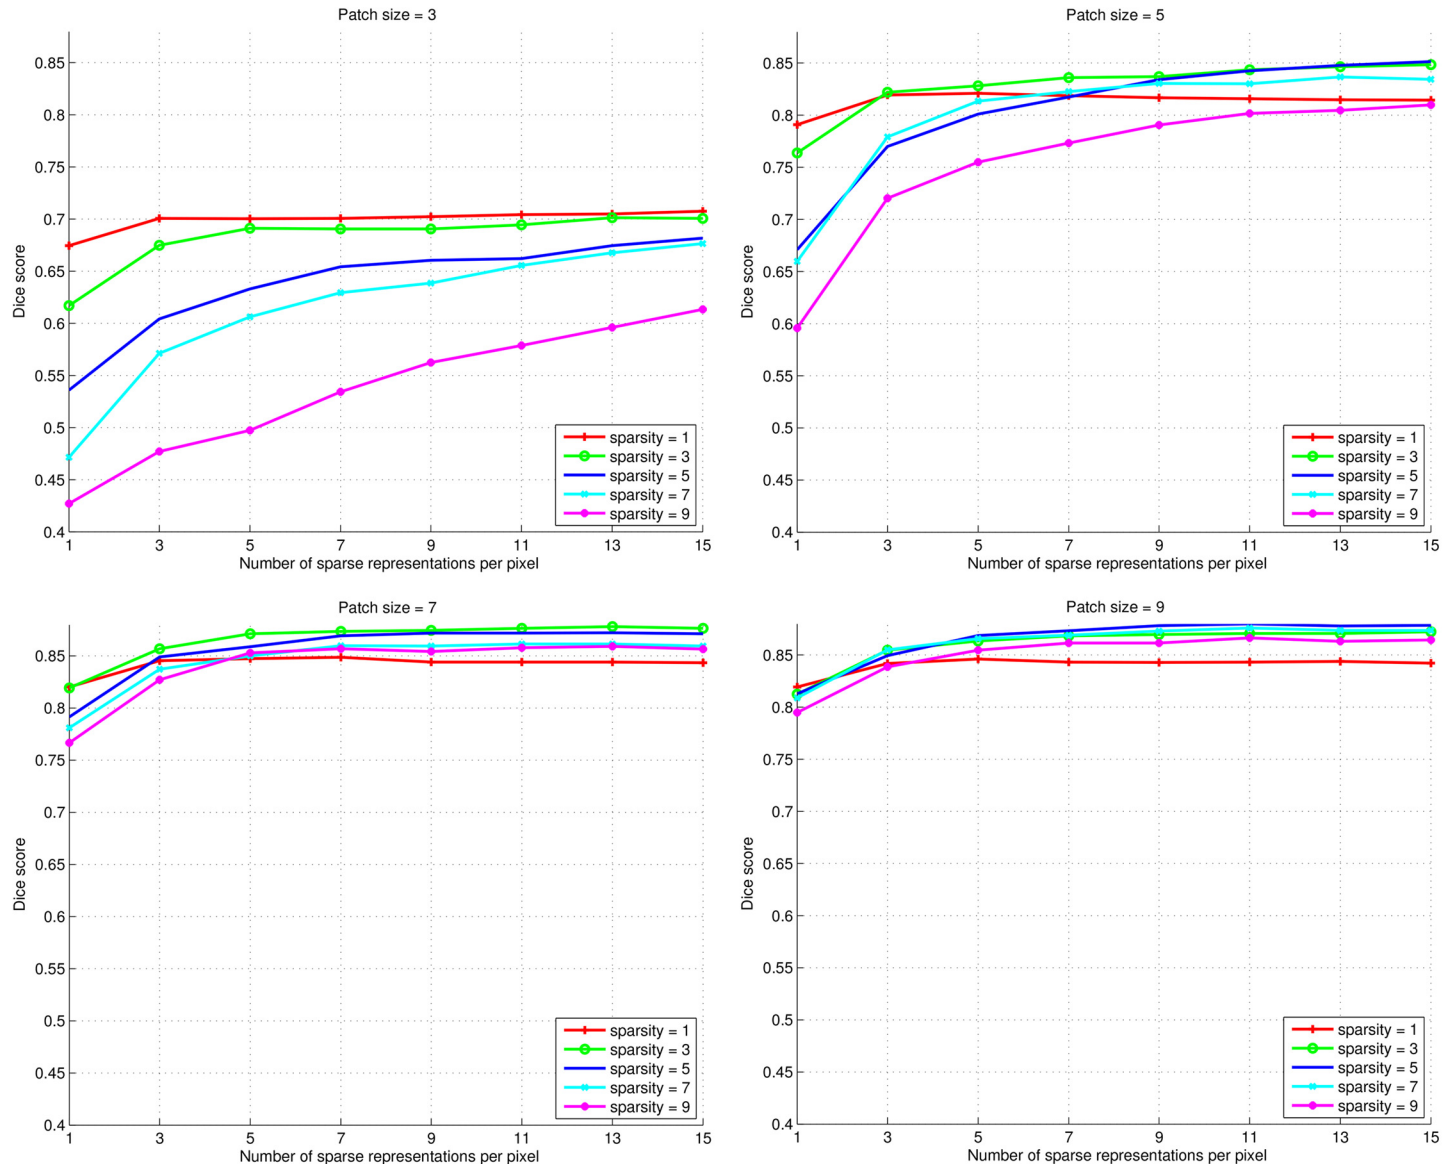 Patch size = 3
0.85
0.8
0.75
0.7
0.65
0.6
0.55
0.5
0.45
0.4
Dice score
1 3 5 7 9 11 13 15
Number of sparse representations per pixel
sparsity = 1
sparsity = 3
sparsity = 5
sparsity = 7
sparsity = 9
Patch size = 5
0.85
0.8
0.75
0.7
0.65
0.6
0.55
0.5
0.45
0.4
Dice score
1 3 5 7 9 11 13 15
Number of sparse representations per pixel
sparsity = 1
sparsity = 3
sparsity = 5
sparsity = 7
sparsity = 9
Patch size = 7
0.85
0.8
0.75
0.7
0.65
0.6
0.55
0.5
0.45
0.4
Dice score
1 3 5 7 9 11 13 15
Number of sparse representations per pixel
sparsity = 1
sparsity = 3
sparsity = 5
sparsity = 7
sparsity = 9
Patch size = 9
0.85
0.8
0.75
0.7
0.65
0.6
0.55
0.5
0.45
0.4
Dice score
1 3 5 7 9 11 13 15
Number of sparse representations per pixel
sparsity = 1
sparsity = 3
sparsity = 5
sparsity = 7
sparsity = 9